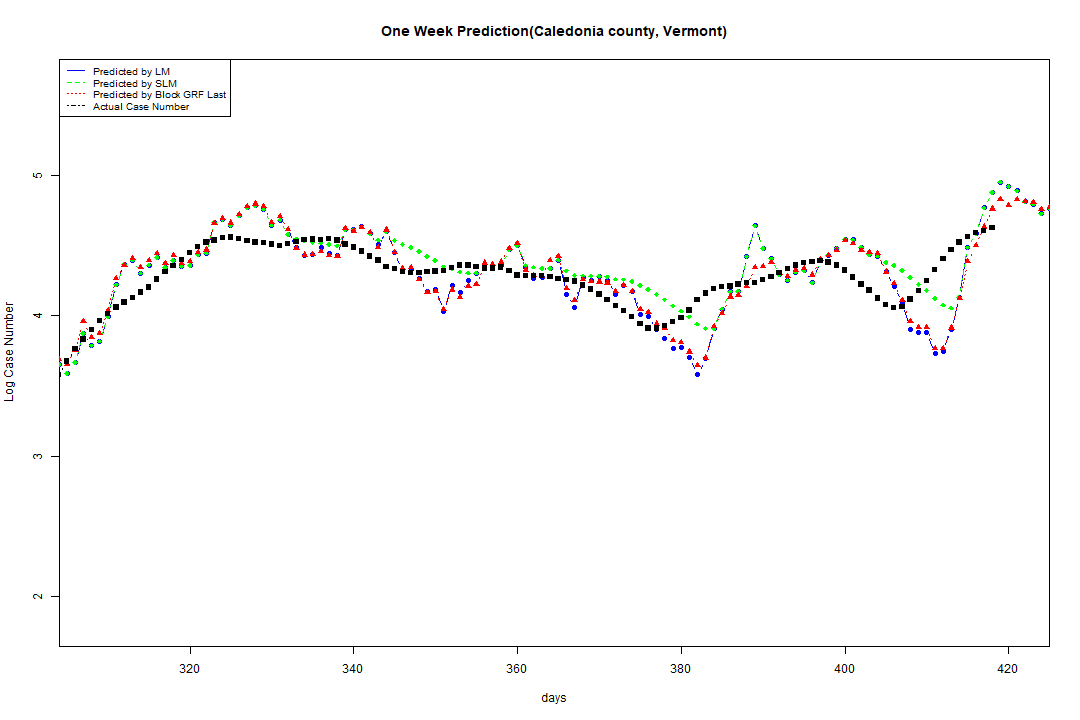 One Week Prediction(Caledonia county, Vermont)
Predicted by LM
Predicted by SLM
Predicted by Block GRF Last
Actual Case Number
5
4
3
2
Log Case Number
320
340
360
380
400
420
days